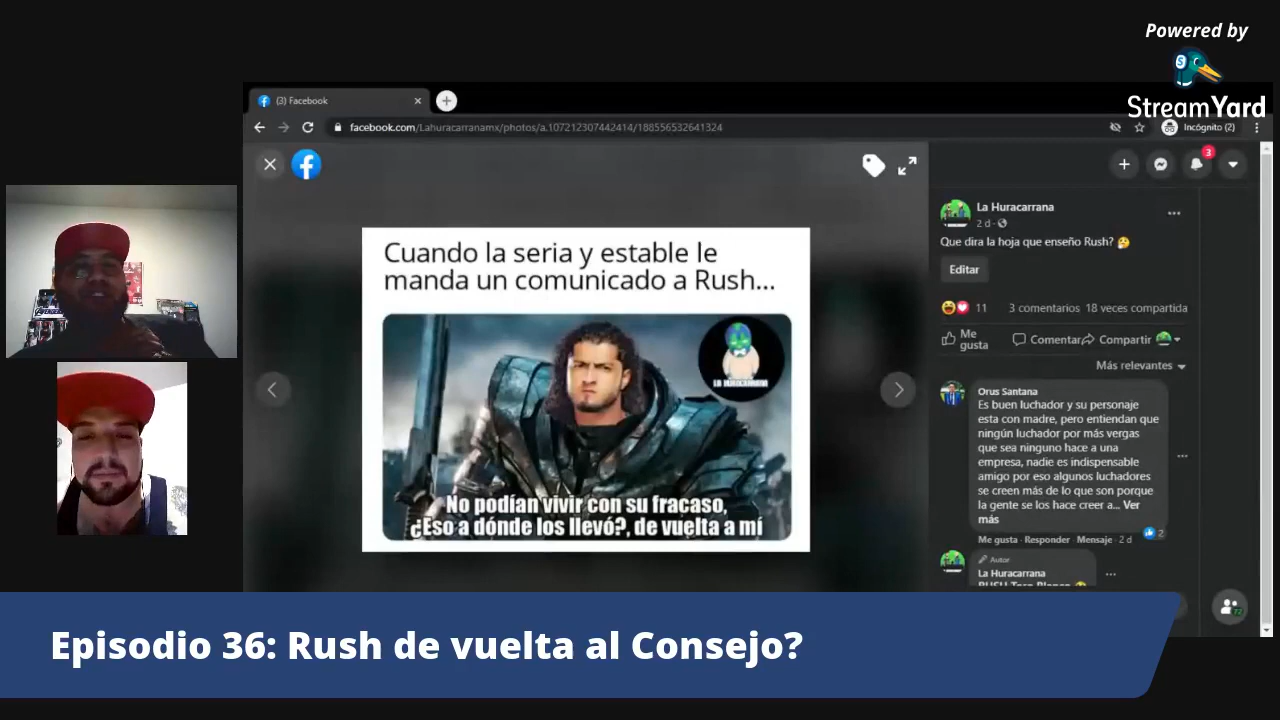 Powered by
StreamYard
(3) Facebook
facebook.com/Lahuracarranamx/photos/a.107212307442414/188556532641324
Incógnito (2)
3
Cuando la seria y estable le
manda un comunicado a Rush...
LA HURACARRANA
No podían vivir con su fracaso,
¿Eso a dónde los llevó?, de vuelta a mí
La Huracarrana
2 d
Que dira la hoja que enseño Rush?
Editar
11 3 comentarios 18 veces compartida
Me gusta Comentar Compartir
Más relevantes
Orus Santana
Es buen luchador y su personaje
esta con madre, pero entiendan que
ningún luchador por más vergas
que sea ninguno hace a una
empresa, nadie es indispensable
amigo por eso algunos luchadores
se creen más de lo que son porque
la gente se los hace creer a... Ver
más
Me gusta · Responder · Mensaje · 2 d
2
Autor
La Huracarrana
AVENGERS
Episodio 36: Rush de vuelta al Consejo?